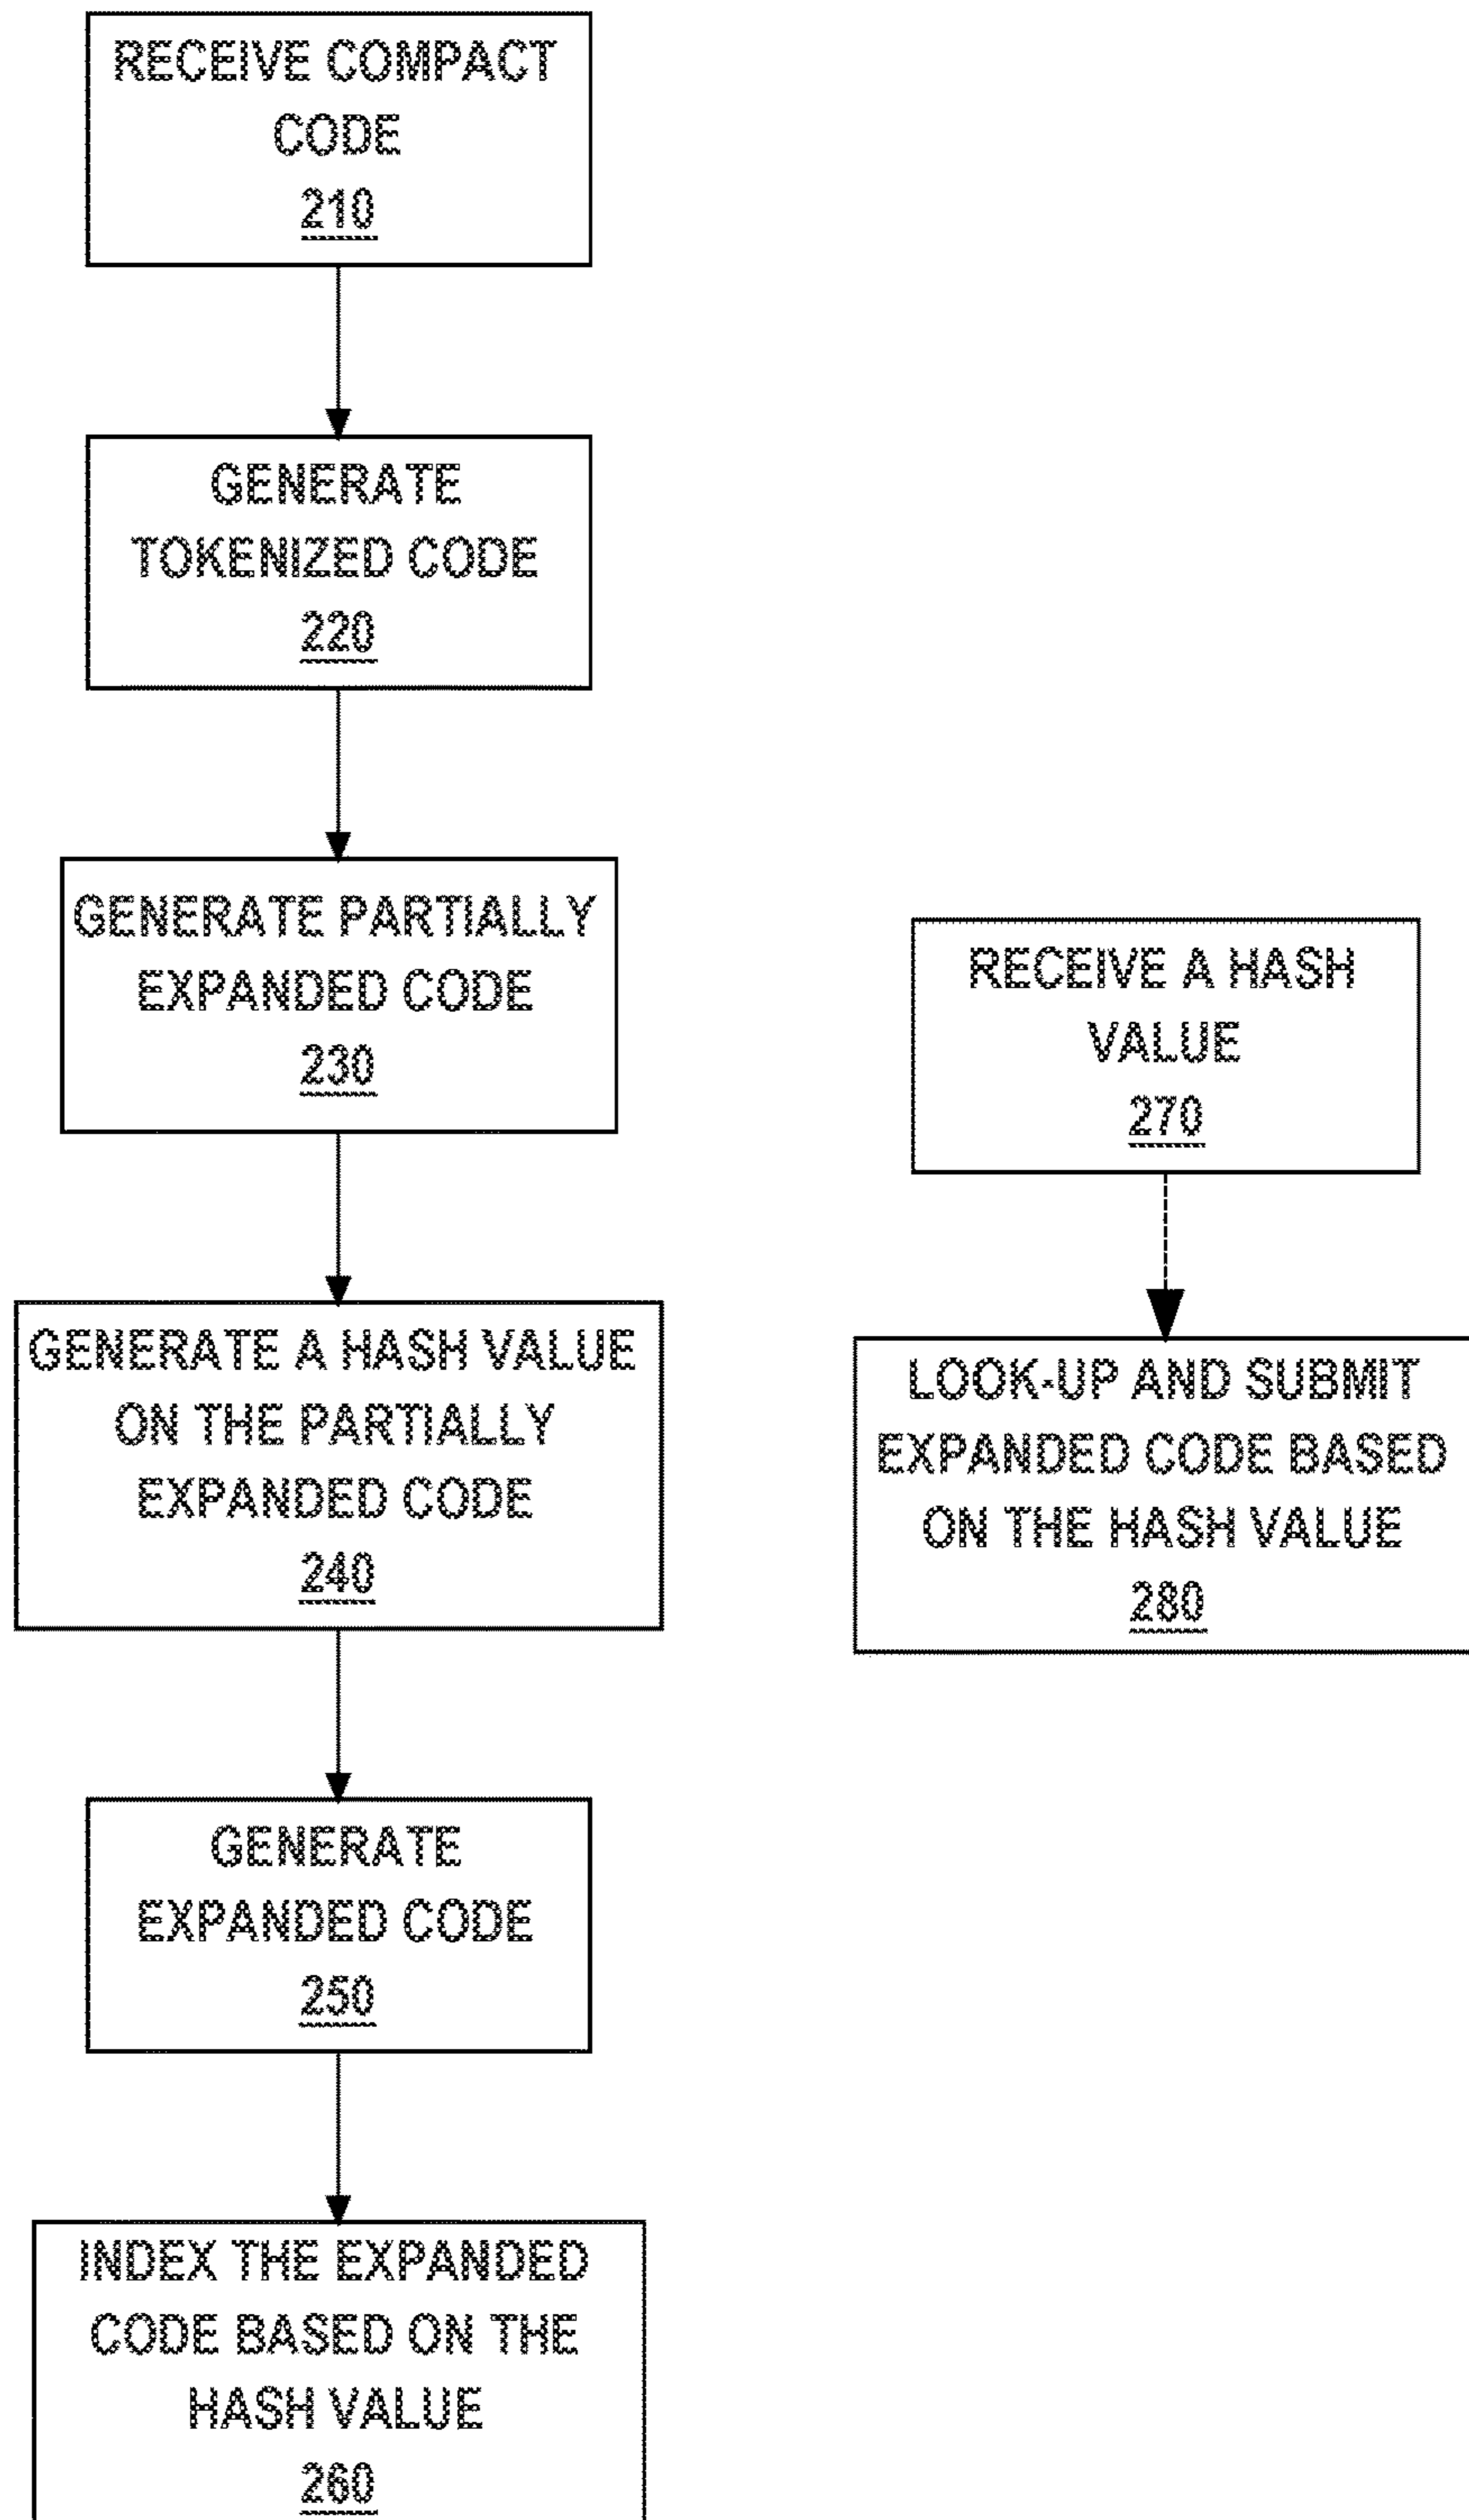 RECEIVE COMPACT
CODE
210
GENERATE
TOKENIZED CODE
220
GENERATE PARTIALLY
EXPANDED CODE
230
GENERATE A HASH VALUE
ON THE PARTIALLY
EXPANDED CODE
240
GENERATE
EXPANDED CODE
250
INDEX THE EXPANDED
CODE BASED ON THE
HASH VALUE
260
RECEIVE A HASH
VALUE
270
LOOK-UP AND SUBMIT
EXPANDED CODE BASED
ON THE HASH VALUE
280